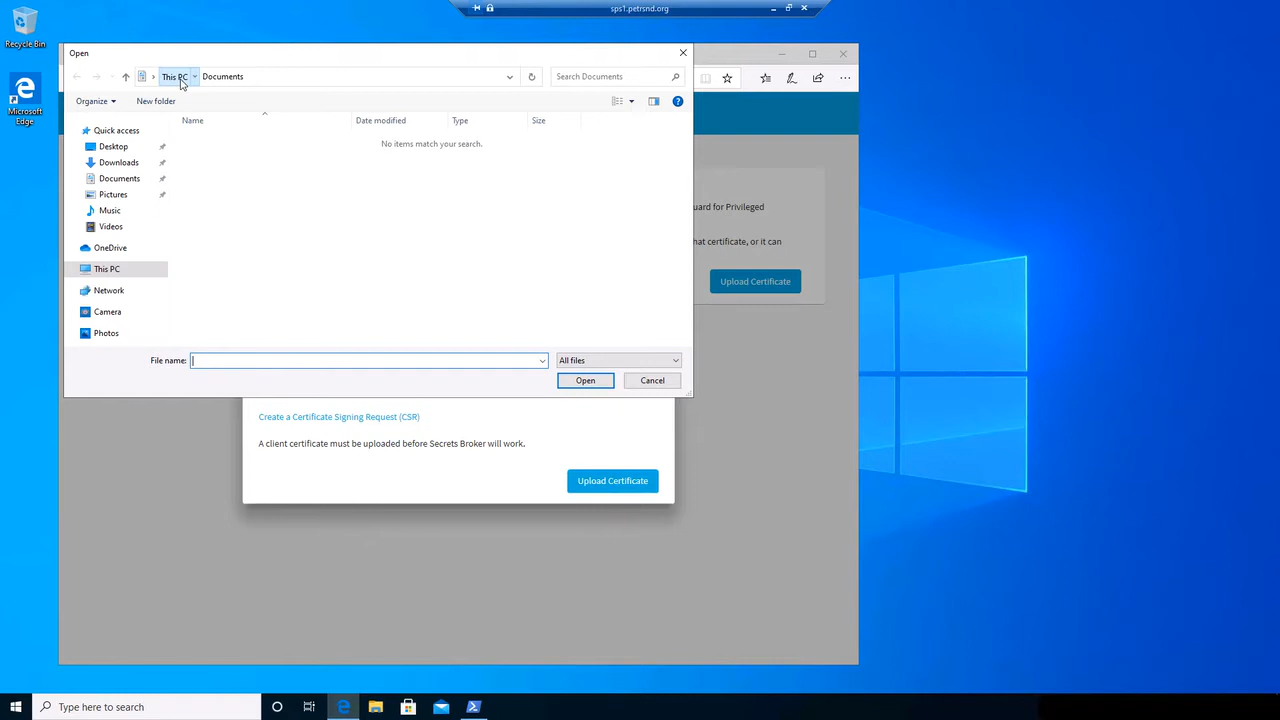 sps1.petrsnd.org
Recycle Bin
Microsoft
Edge
Open
This PC
Documents
Search Documents
Organize
New folder
Name
Date modified
Type
Size
No items match your search.
Quick access
Desktop
Downloads
Documents
Pictures
Music
Videos
OneDrive
This PC
Network
Camera
Photos
uard for Privileged
hat certificate, or it can
Upload Certificate
File name:
All files
Open
Cancel
Create a Certificate Signing Request (CSR)
A client certificate must be uploaded before Secrets Broker will work.
Upload Certificate
Type here to search